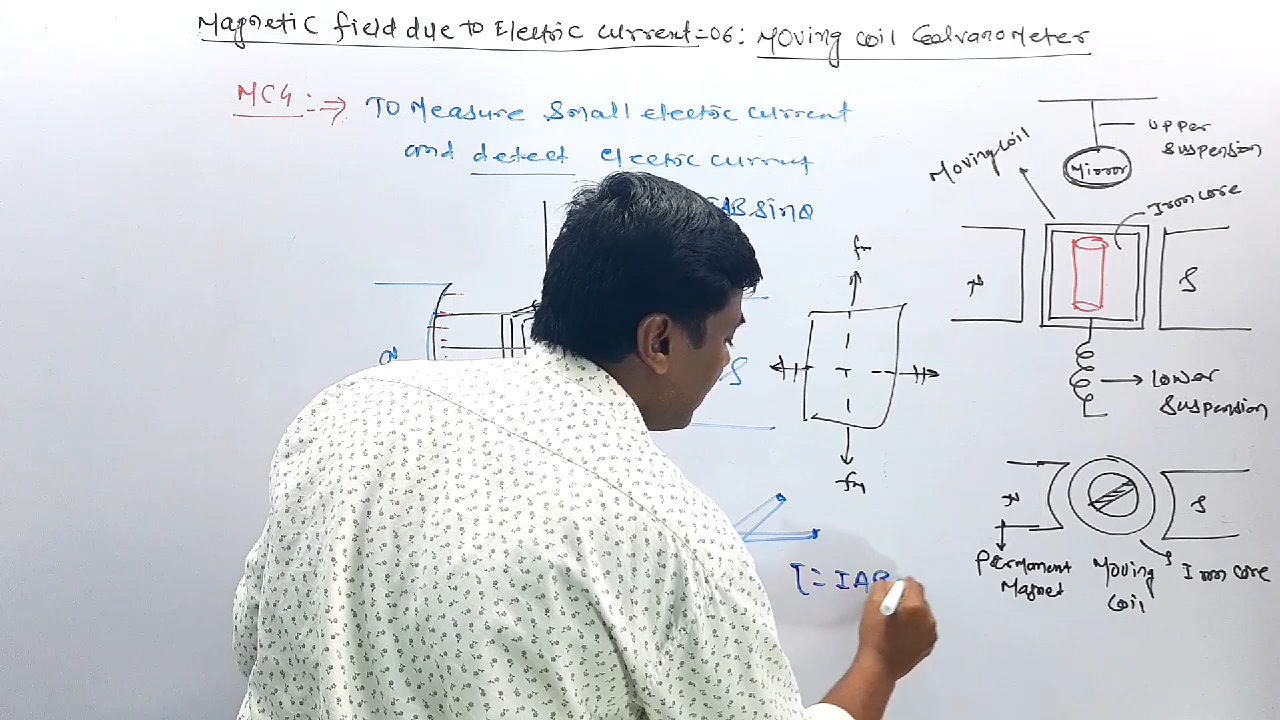 Magnetic field due to Electric current-06: Moving coil Galvanometer
MCG :⇒ To Measure Small electric current
and detect electric current
IAB sinθ
fm
fm
N
S
Mirror
upper
suspension
Moving coil
Iron core
N
S
Lower
suspension
N
S
Permanent
Magnet
Moving
coil
Iron core
τ = IAB